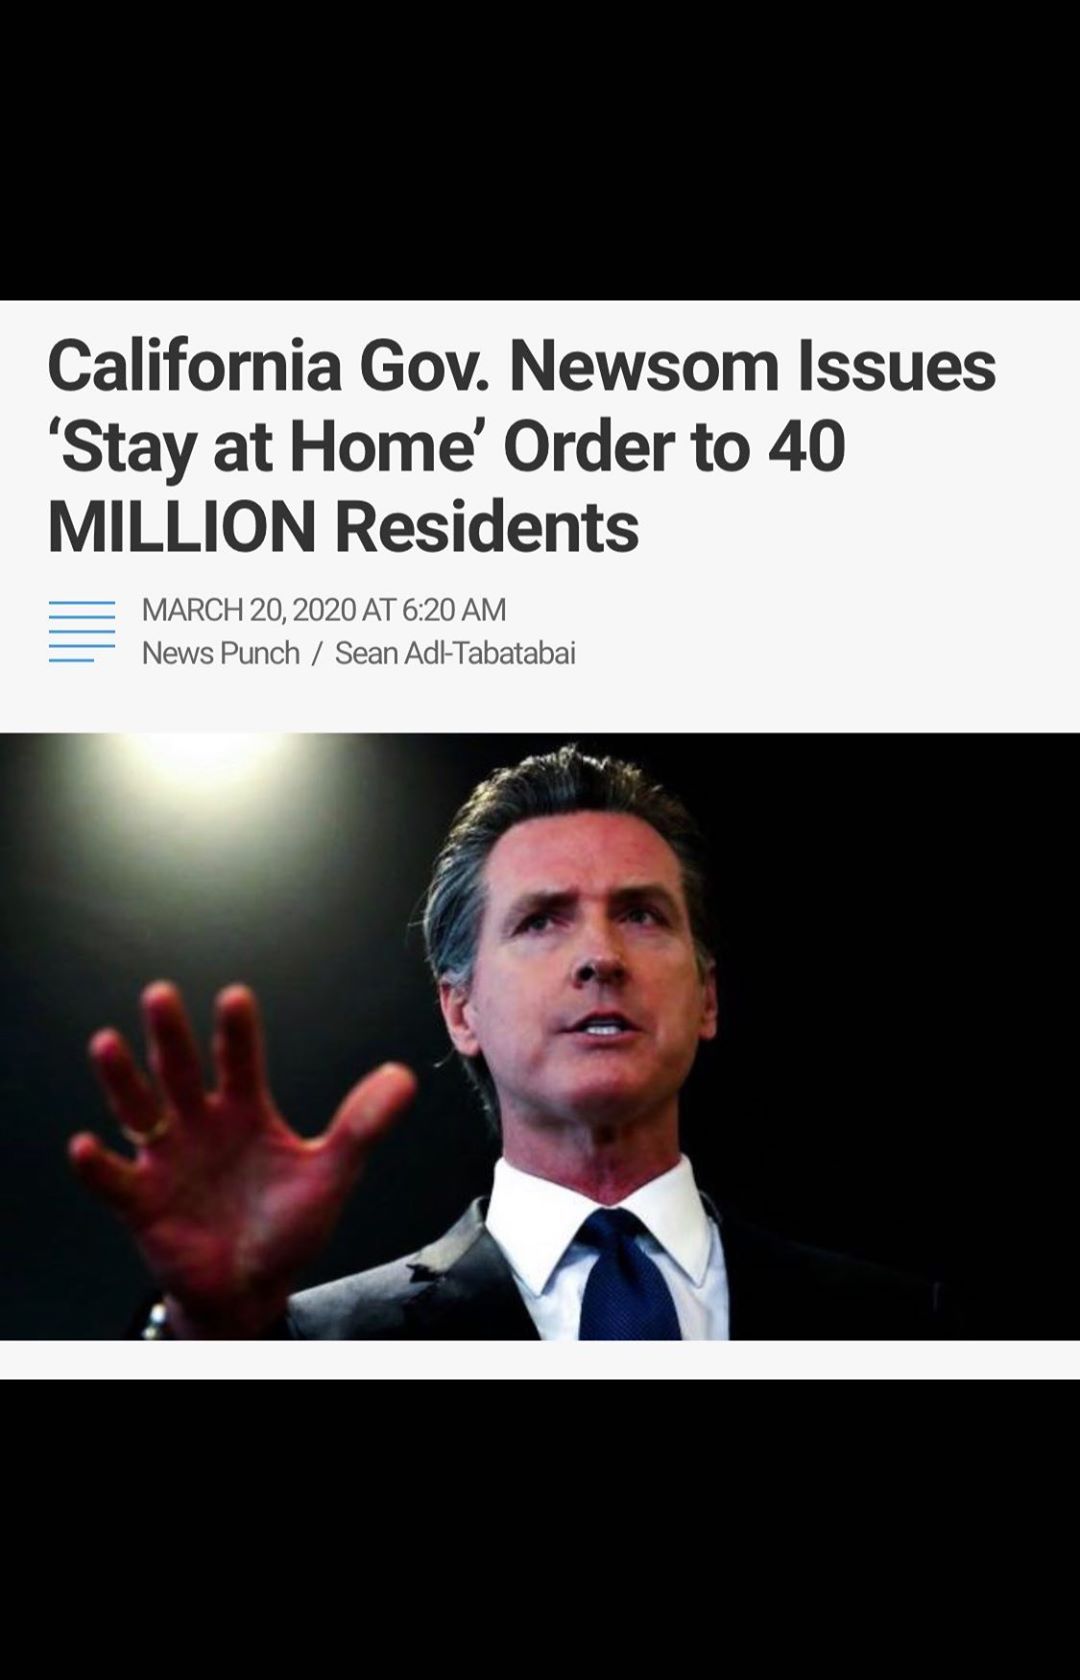 California Gov. Newsom Issues
‘Stay at Home’ Order to 40
MILLION Residents
MARCH 20, 2020 AT 6:20 AM
News Punch / Sean Adl-Tabatabai